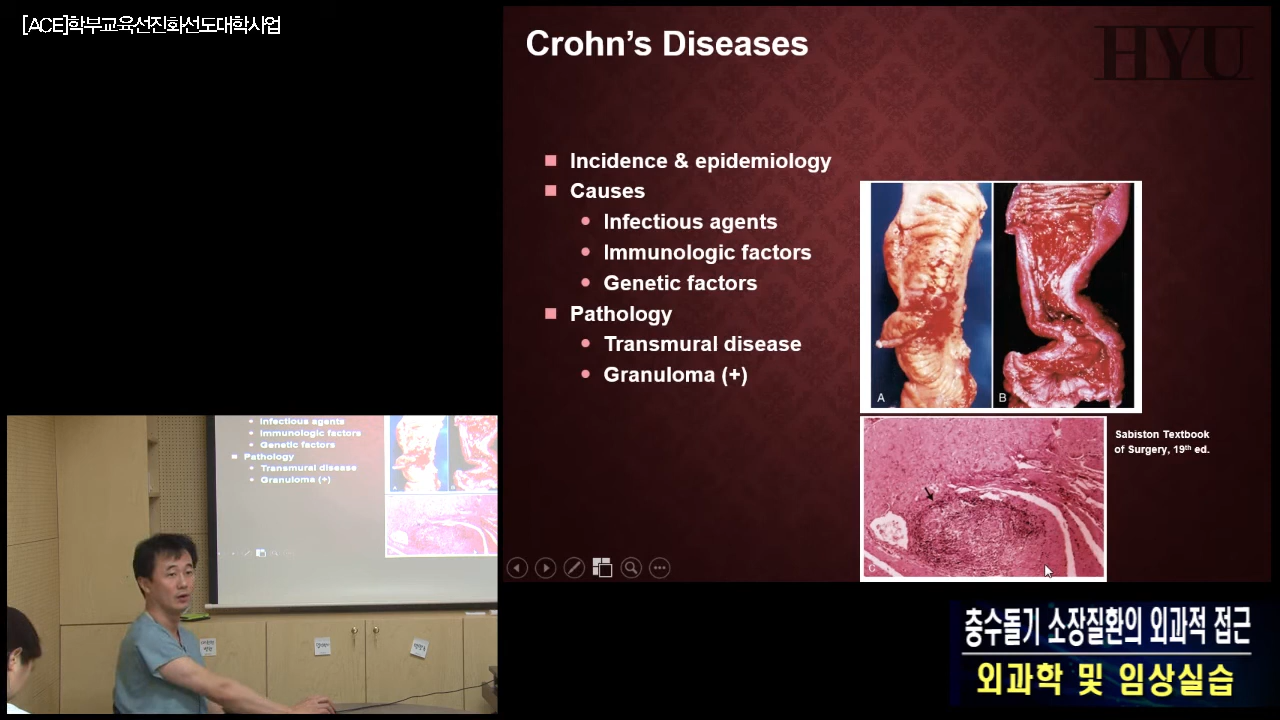 [ACE]학부교육선진화선도대학사업
Crohn’s Diseases
HYU
Incidence & epidemiology
Causes
Infectious agents
Immunologic factors
Genetic factors
Pathology
Transmural disease
Granuloma (+)
A
B
C
Sabiston Textbook
of Surgery, 19th ed.
Infectious agents
Immunologic factors
Genetic factors
Pathology
Transmural disease
Granuloma (+)
충수돌기 소장질환의 외과적 접근
외과학 및 임상실습